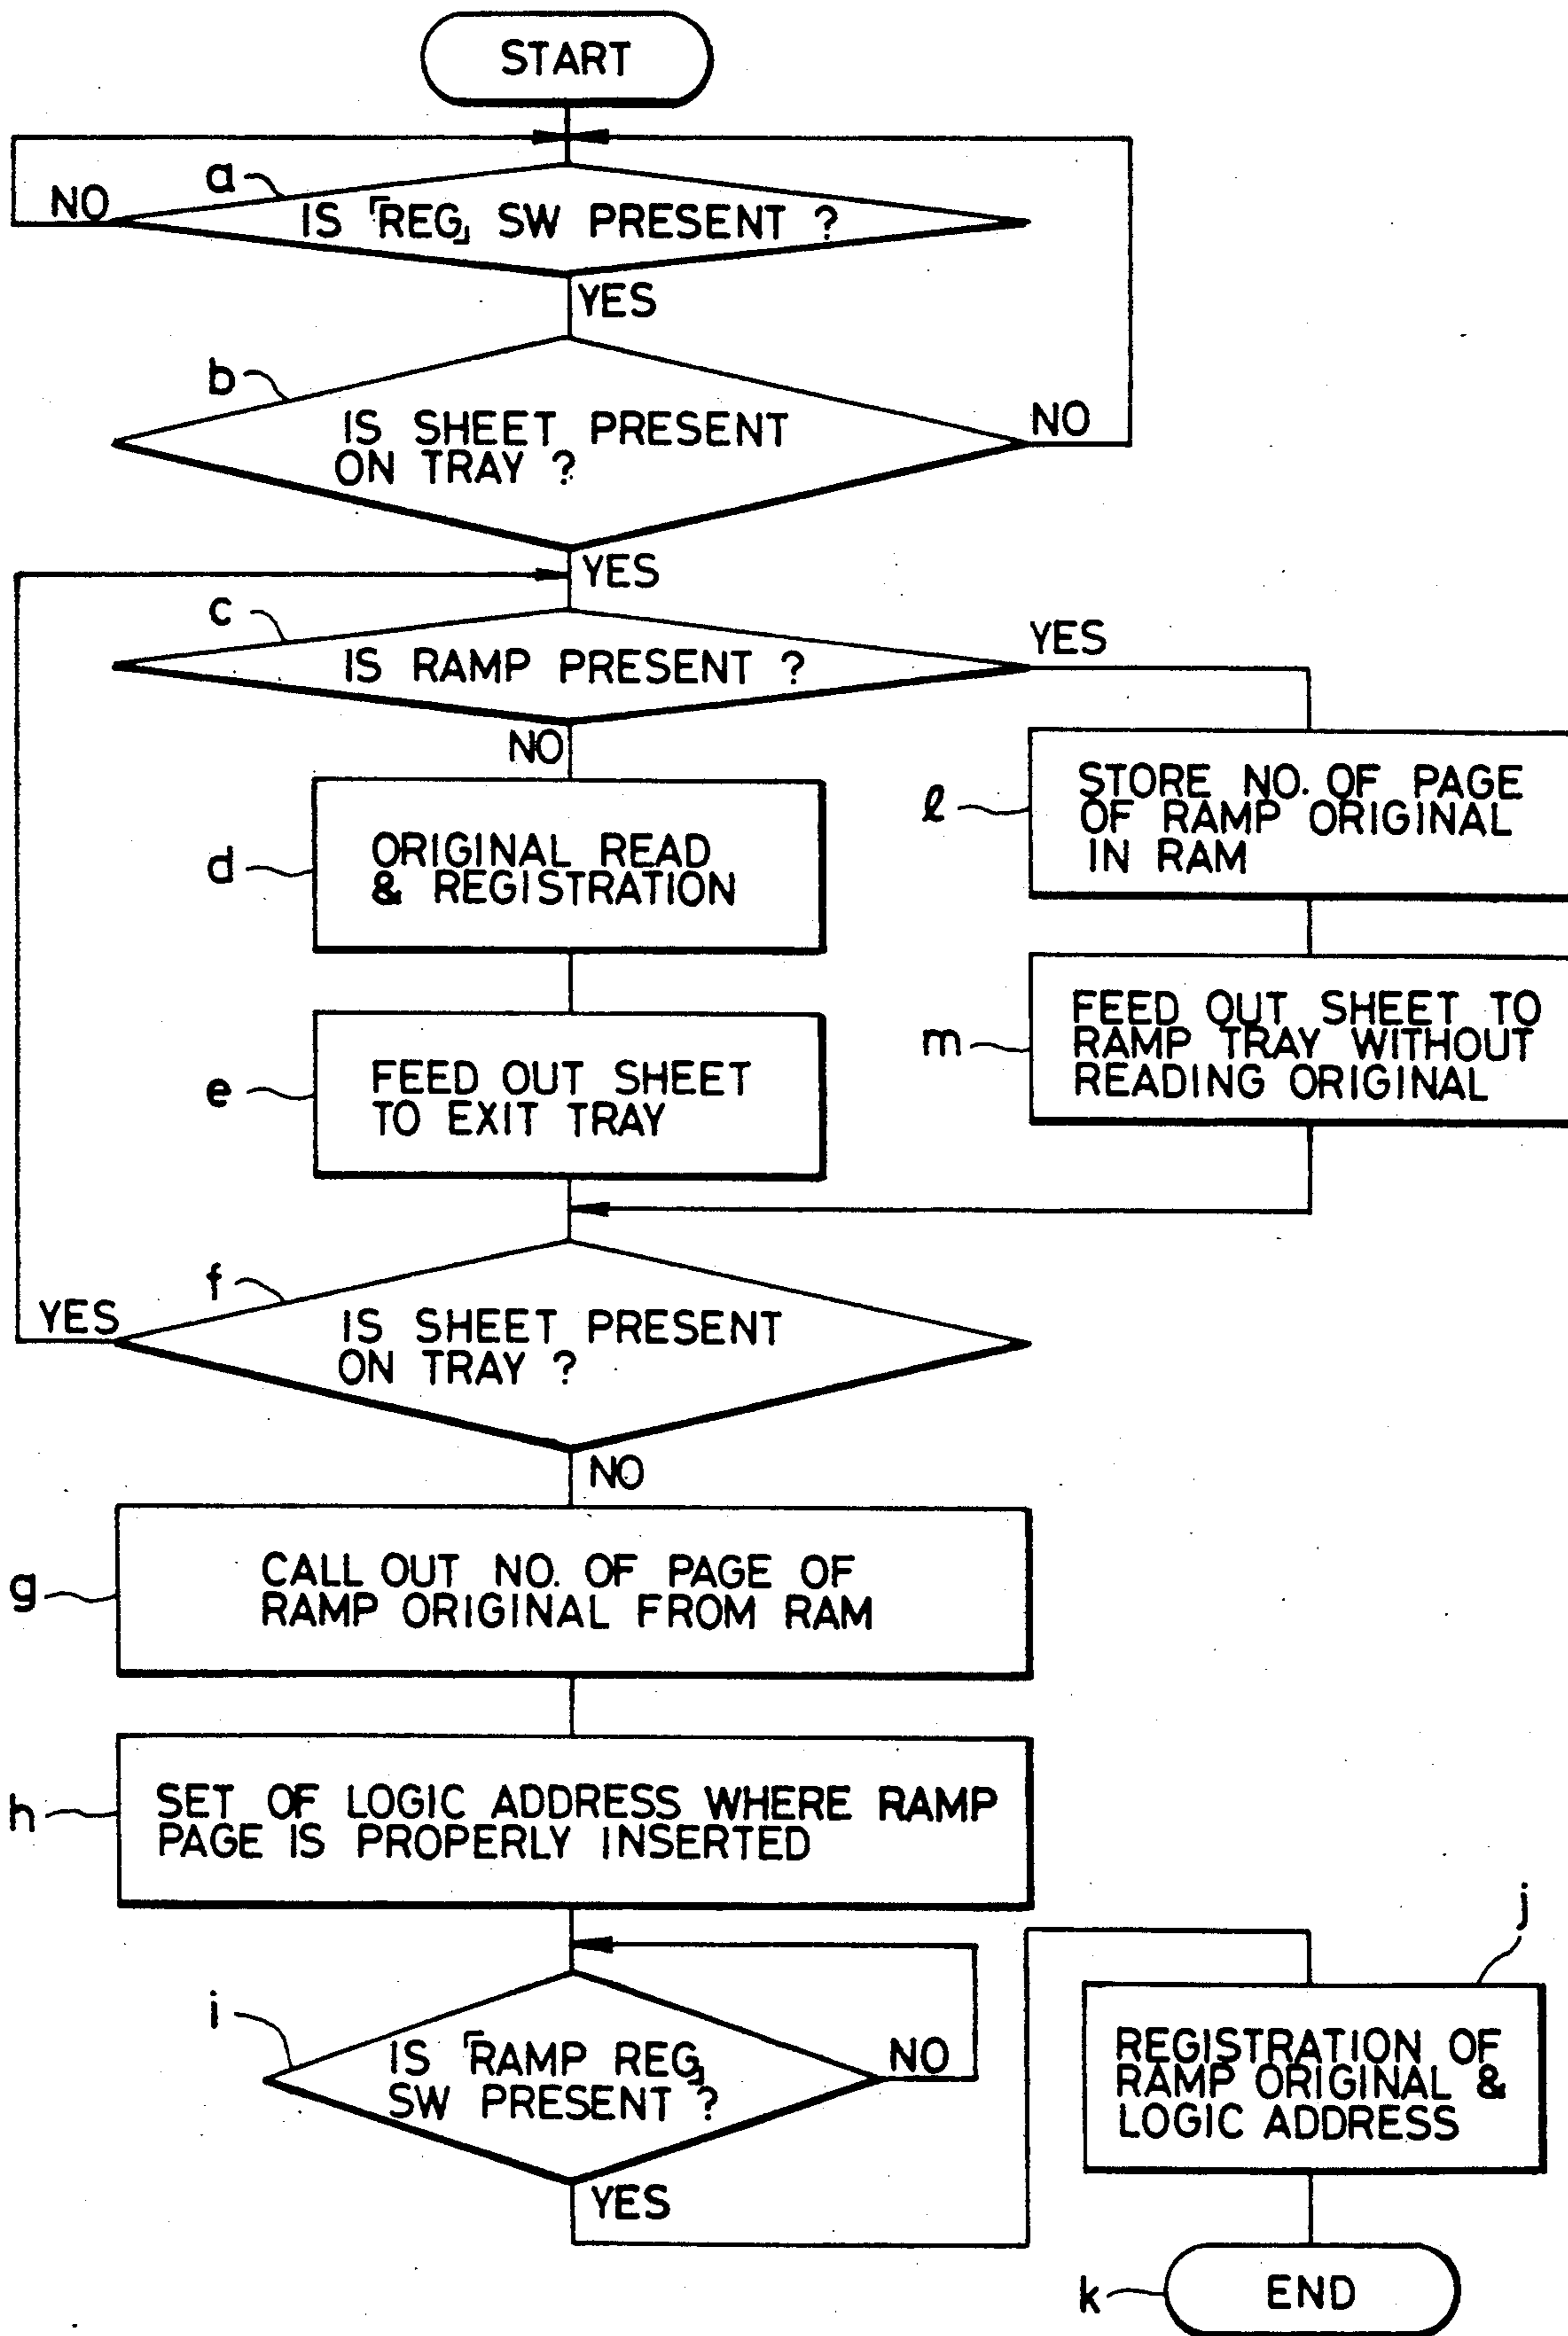 START
a
NO
IS 「REG」 SW PRESENT ?
YES
b
IS SHEET PRESENT
ON TRAY ?
NO
YES
c
IS RAMP PRESENT ?
YES
NO
d
ORIGINAL READ
& REGISTRATION
l
STORE NO. OF PAGE
OF RAMP ORIGINAL
IN RAM
e
FEED OUT SHEET
TO EXIT TRAY
m
FEED OUT SHEET TO
RAMP TRAY WITHOUT
READING ORIGINAL
f
YES
IS SHEET PRESENT
ON TRAY ?
NO
g
CALL OUT NO. OF PAGE OF
RAMP ORIGINAL FROM RAM
h
SET OF LOGIC ADDRESS WHERE RAMP
PAGE IS PROPERLY INSERTED
i
IS 「RAMP REG」
SW PRESENT ?
NO
YES
j
REGISTRATION OF
RAMP ORIGINAL &
LOGIC ADDRESS
k
END